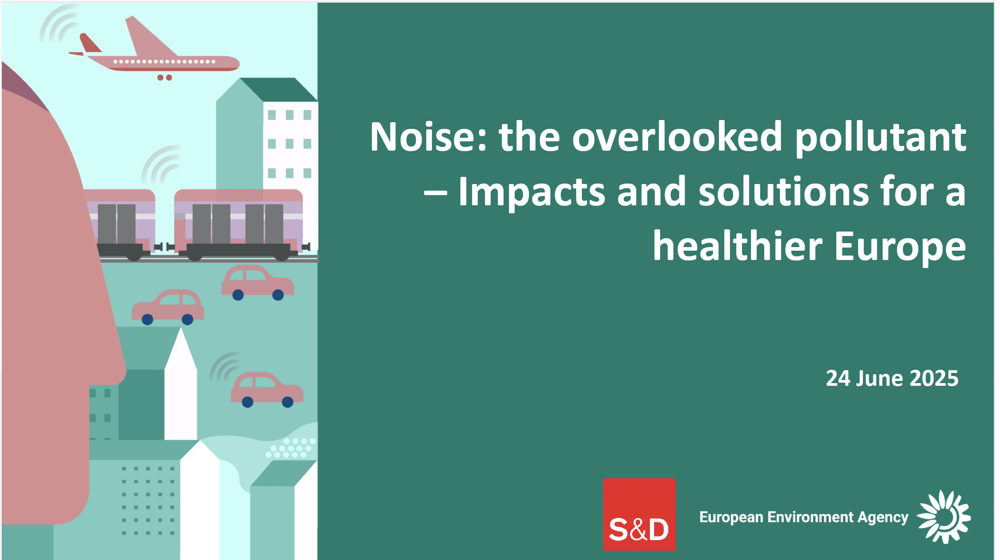 Noise: the overlooked pollutant
– Impacts and solutions for a
healthier Europe
24 June 2025
S&D
European Environment Agency